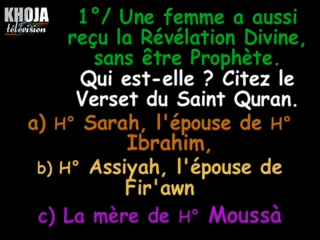 KHOJA
télévision
1°/ Une femme a aussi
reçu la Révélation Divine,
sans être Prophète.
Qui est-elle ? Citez le
Verset du Saint Quran.
a) H° Sarah, l'épouse de H°
Ibrahim,
b) H° Assiyah, l'épouse de
Fir'awn
c) La mère de H° Moussà